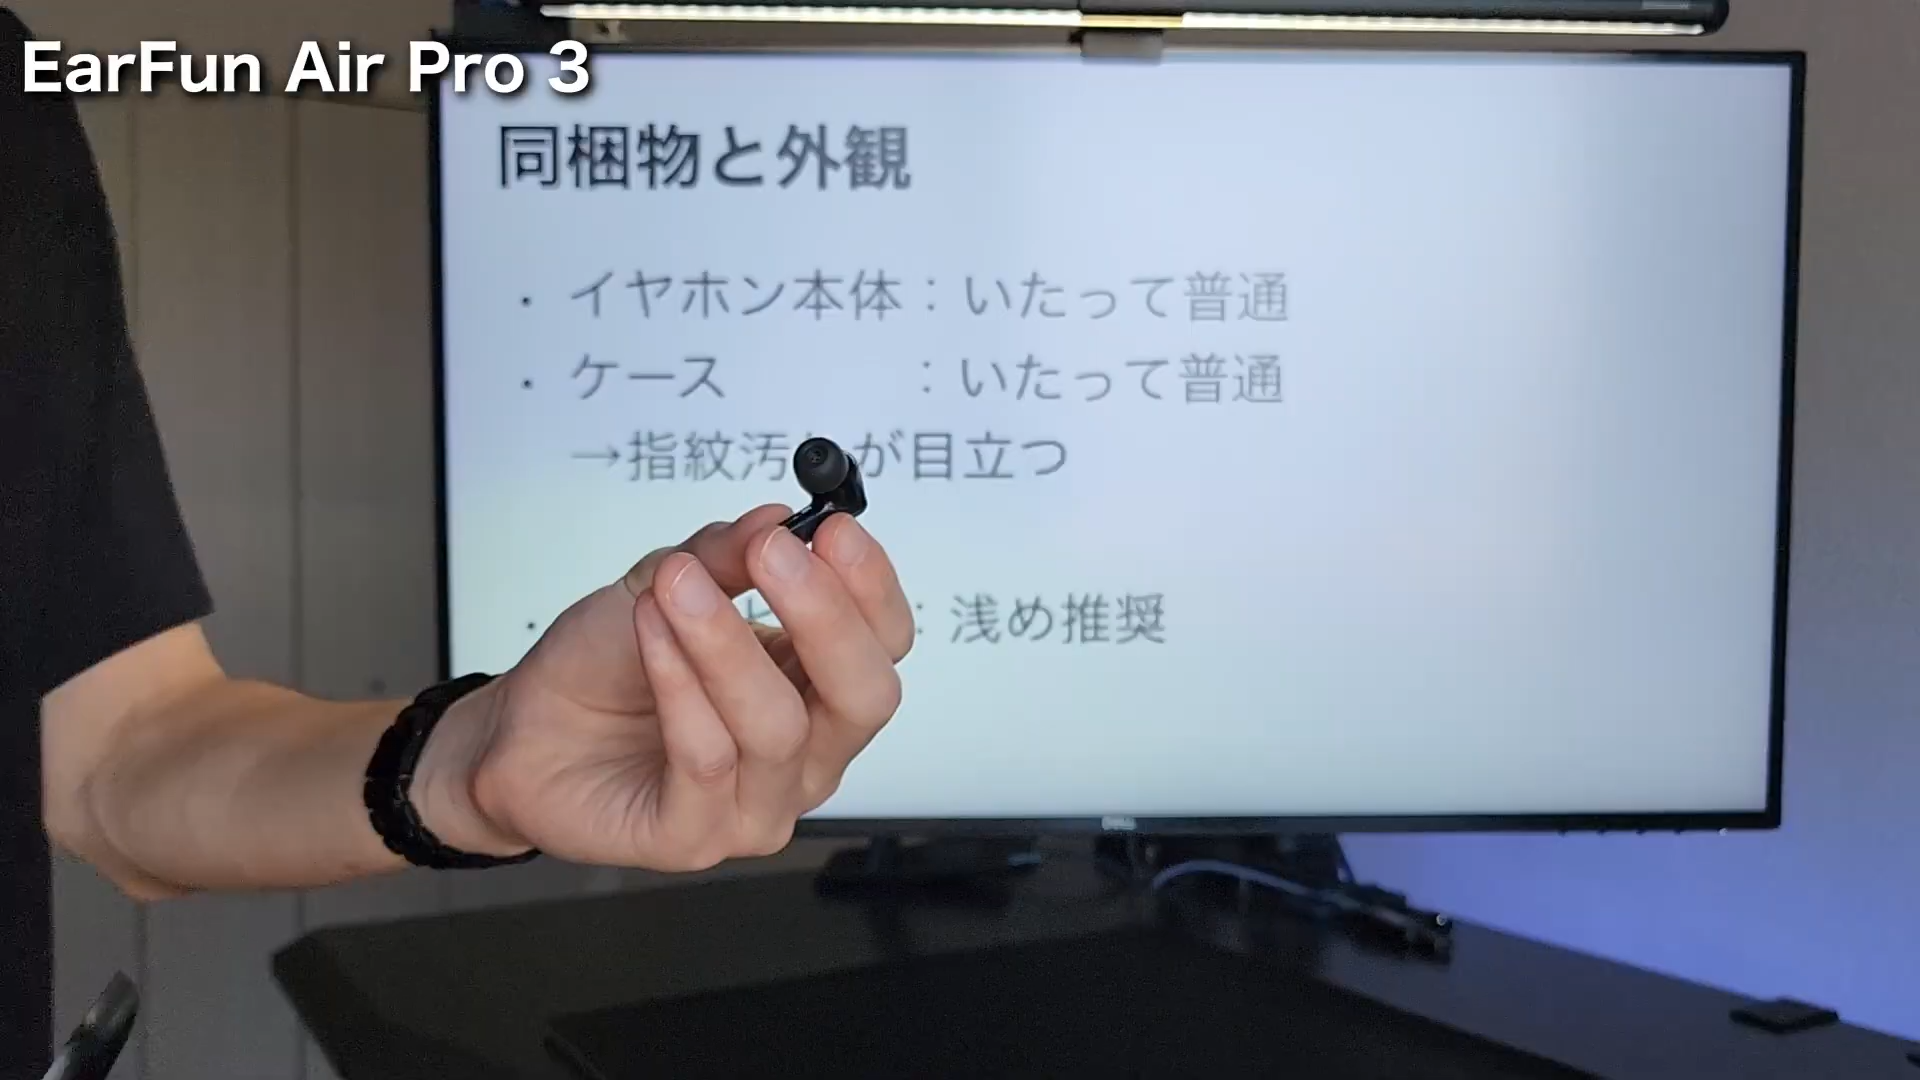 EarFun Air Pro 3
同梱物と外観
・イヤホン本体：いたって普通
・ケース　　　：いたって普通
→指紋汚 が目立つ
・ ：浅め推奨